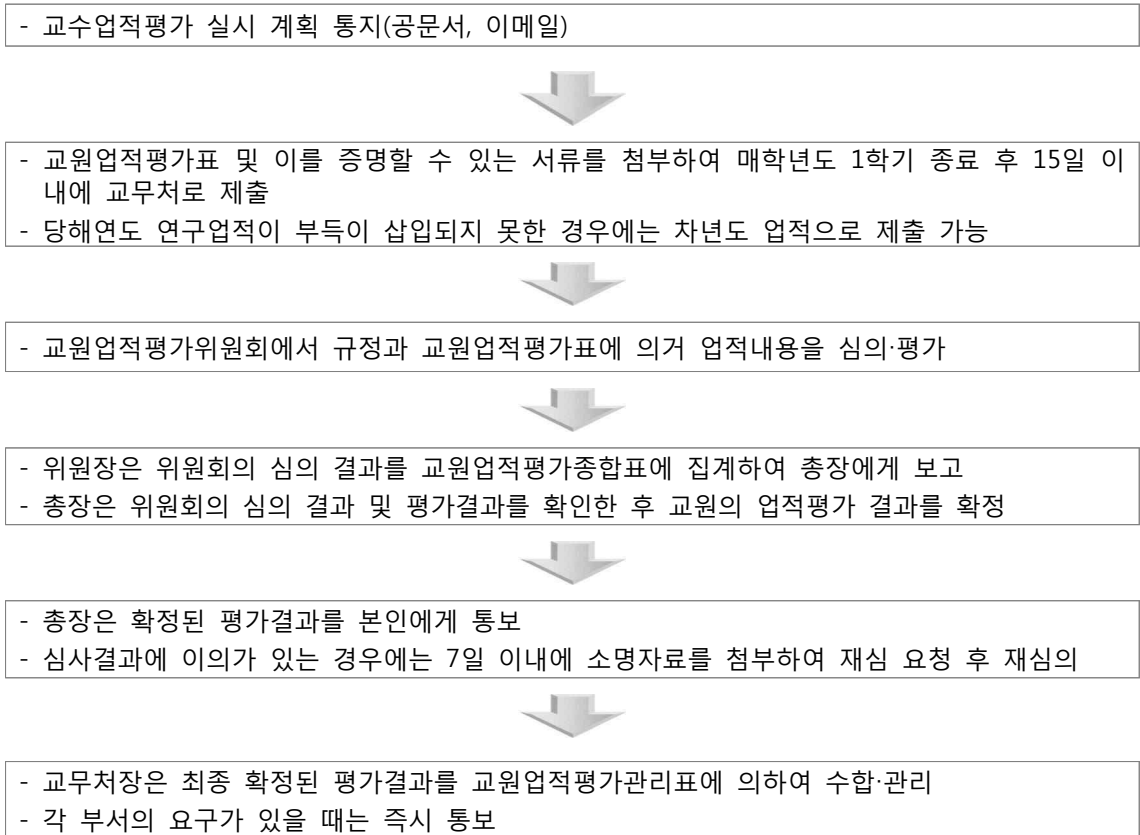 - 교수업적평가 실시 계획 통지(공문서, 이메일)
- 교원업적평가표 및 이를 증명할 수 있는 서류를 첨부하여 매학년도 1학기 종료 후 15일 이
내에 교무처로 제출
- 당해연도 연구업적이 부득이 삽입되지 못한 경우에는 차년도 업적으로 제출 가능
- 교원업적평가위원회에서 규정과 교원업적평가표에 의거 업적내용을 심의·평가
- 위원장은 위원회의 심의 결과를 교원업적평가종합표에 집계하여 총장에게 보고
- 총장은 위원회의 심의 결과 및 평가결과를 확인한 후 교원의 업적평가 결과를 확정
- 총장은 확정된 평가결과를 본인에게 통보
- 심사결과에 이의가 있는 경우에는 7일 이내에 소명자료를 첨부하여 재심 요청 후 재심의
- 교무처장은 최종 확정된 평가결과를 교원업적평가관리표에 의하여 수합·관리
- 각 부서의 요구가 있을 때는 즉시 통보